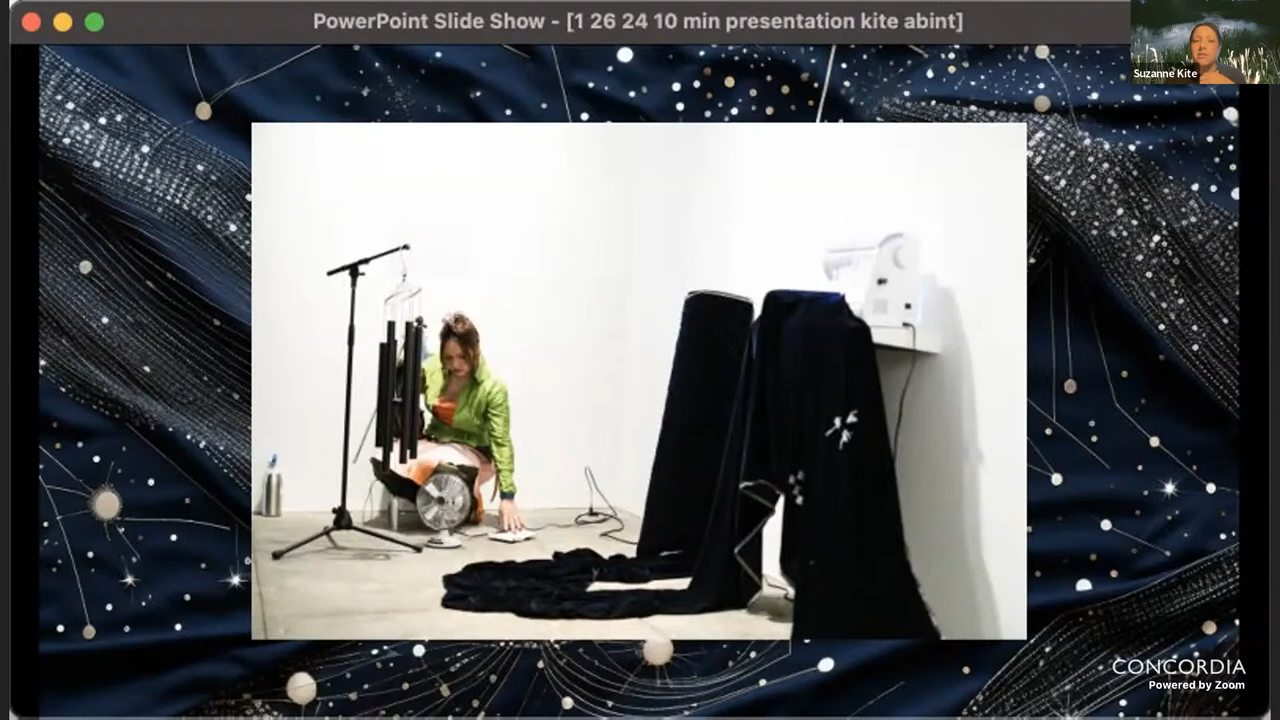 PowerPoint Slide Show - [1 26 24 10 min presentation kite abint]
Suzanne Kite
CONCORDIA
Powered by Zoom